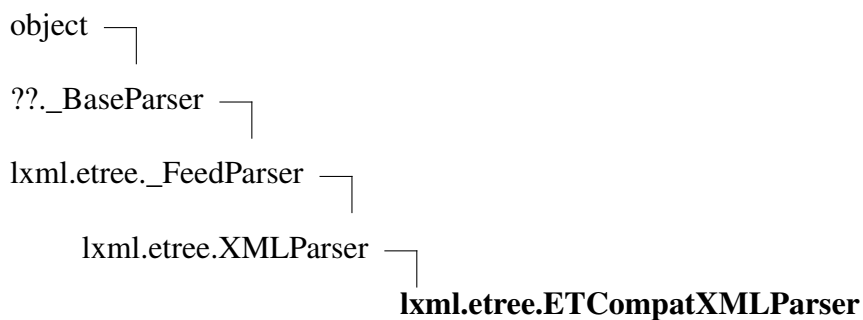 object
??._BaseParser
lxml.etree._FeedParser
lxml.etree.XMLParser
lxml.etree.ETCompatXMLParser